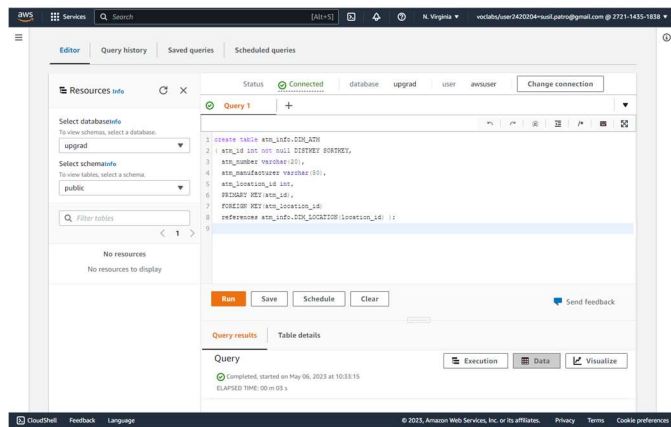 aws
Services
Search
[Alt+S]
N. Virginia
voclabs/user2420204=susil.patro@gmail.com @ 2721-1435-1838
Editor
Query history
Saved queries
Scheduled queries
Resources Info
Select database Info
To view schemas, select a database.
upgrad
Select schema Info
To view tables, select a schema.
public
Filter tables
1
No resources
No resources to display
Status
Connected
database
upgrad
user
awsuser
Change connection
Query 1
1 create table atm_info.DIM_ATM
2 ( atm_id int not null DISTKEY SORTKEY,
3 atm_number varchar(20),
4 atm_manufacturer varchar(50),
5 atm_location_id int,
6 PRIMARY KEY(atm_id),
7 FOREIGN KEY(atm_location_id)
8 references atm_info.DIM_LOCATION(location_id) );
9
Run
Save
Schedule
Clear
Send feedback
Query results
Table details
Query
Execution
Data
Visualize
Completed, started on May 06, 2023 at 10:33:15
ELAPSED TIME: 00 m 03 s
CloudShell
Feedback
Language
© 2023, Amazon Web Services, Inc. or its affiliates.
Privacy
Terms
Cookie preferences